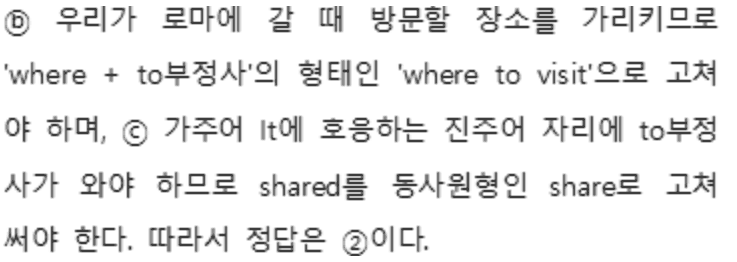 ⓑ 우리가 로마에 갈 때 방문할 장소를 가리키므로
'where + to부정사'의 형태인 'where to visit'으로 고쳐
야 하며, ⓒ 가주어 It에 호응하는 진주어 자리에 to부정
사가 와야 하므로 shared를 동사원형인 share로 고쳐
써야 한다. 따라서 정답은 ②이다.